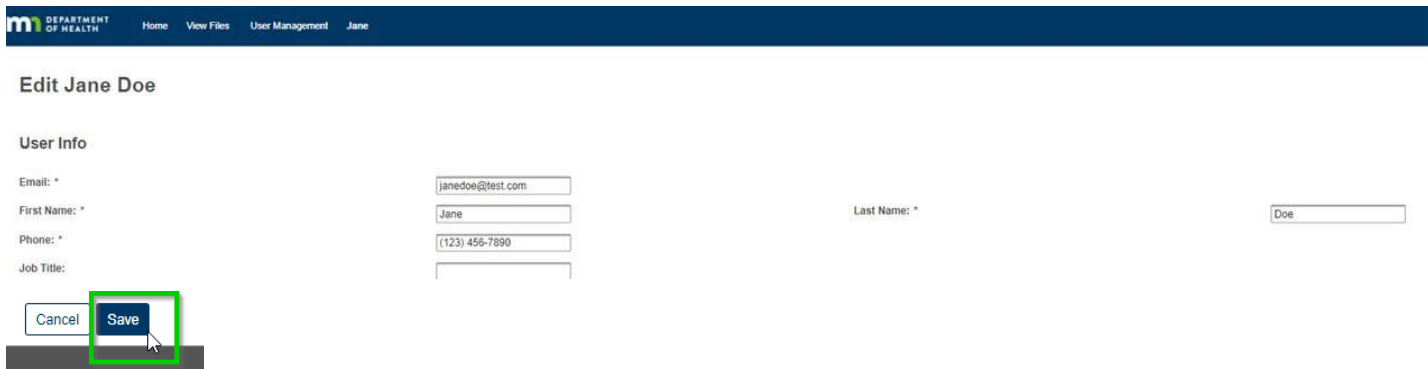 mn DEPARTMENT OF HEALTH Home View Files User Management Jane
Edit Jane Doe
User Info
Email: * janedoe@test.com
First Name: * Jane Last Name: * Doe
Phone: * (123) 456-7890
Job Title:
Cancel Save